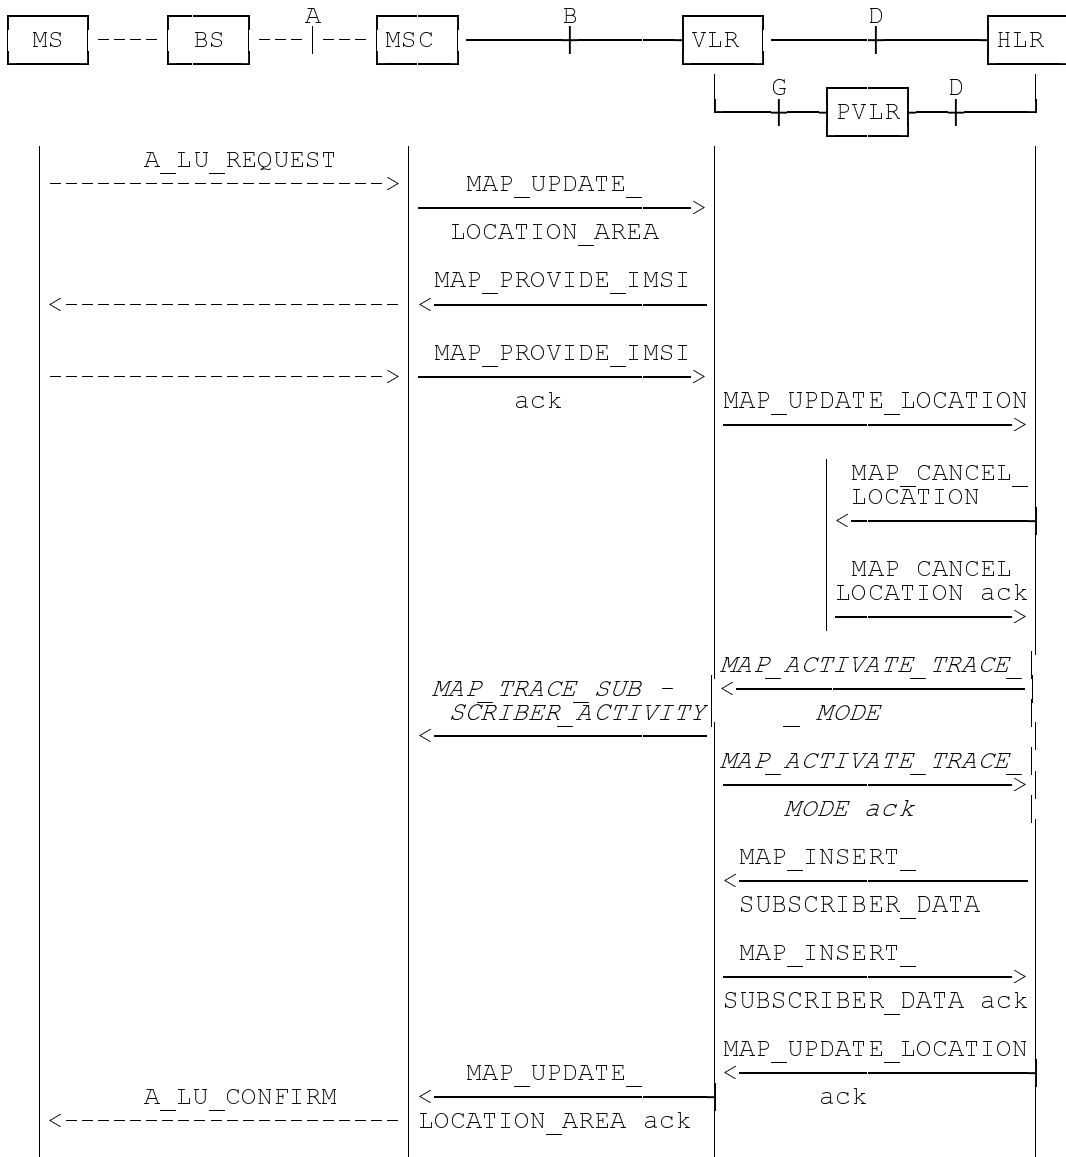 A B D
MS BS MSC VLR HLR
G D
PVLR
A_LU_REQUEST
MAP_UPDATE_
LOCATION_AREA
MAP_PROVIDE_IMSI
MAP_PROVIDE_IMSI
ack
MAP_UPDATE_LOCATION
MAP_CANCEL_
LOCATION
MAP CANCEL
LOCATION ack
MAP_ACTIVATE_TRACE_
_ MODE
MAP_TRACE_SUB -
SCRIBER_ACTIVITY
MAP_ACTIVATE_TRACE_
MODE ack
MAP_INSERT_
SUBSCRIBER_DATA
MAP_INSERT_
SUBSCRIBER_DATA ack
MAP_UPDATE_LOCATION
ack
MAP_UPDATE_
LOCATION_AREA ack
A_LU_CONFIRM